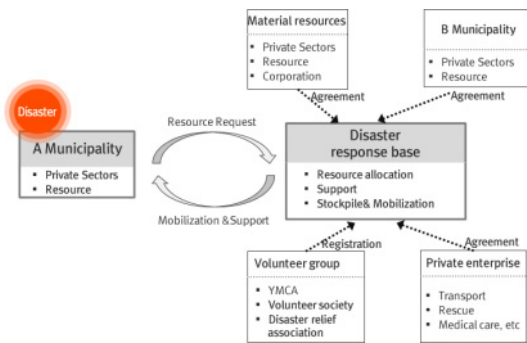 Material resources
Private Sectors
Resource
Corporation
B Municipality
Private Sectors
Resource
Agreement
Agreement
Disaster
A Municipality
Private Sectors
Resource
Resource Request
Mobilization &Support
Disaster
response base
Resource allocation
Support
Stockpile& Mobilization
Registration
Agreement
Volunteer group
YMCA
Volunteer society
Disaster relief
association
Private enterprise
Transport
Rescue
Medical care, etc